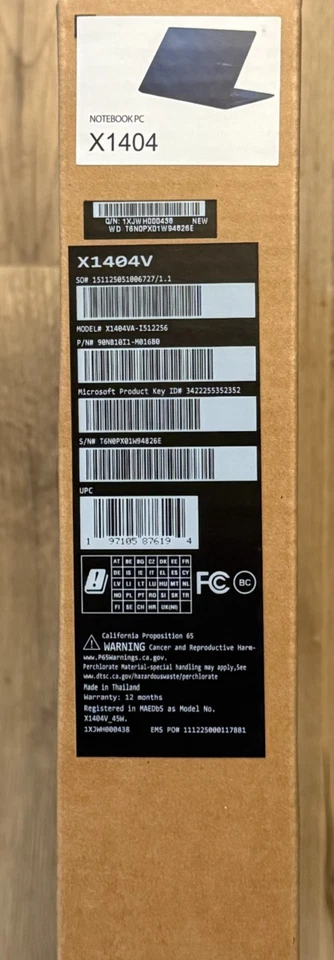 NOTEBOOK PC
X1404
Q/N: 1XJWH000438 NEW
WD T6N0PX01W94826E
X1404V
SO# 151125051006727/1.1
MODEL# X1404VA-I512256
P/N# 90NB10I1-M01680
Microsoft Product Key ID# 3422255352352
S/N# T6N0PX01W94826E
UPC
1 97105 87619 4
AT BE BG CZ DK EE FR
DE IS IE IT EL ES CY
LV LI LT LU HU MT NL
NO PL PT RO SI SK TR
FI SE CH HR UK(NI)
FC
BC
California Proposition 65
WARNING Cancer and Reproductive Harm-
www.P65Warnings.ca.gov.
Perchlorate Material-special handling may apply,See
www.dtsc.ca.gov/hazardouswaste/perchlorate
Made in Thailand
Warranty: 12 months
Registered in MAEDbS as Model No.
X1404V_45W.
1XJWH000438 EMS PO# 111225000117881